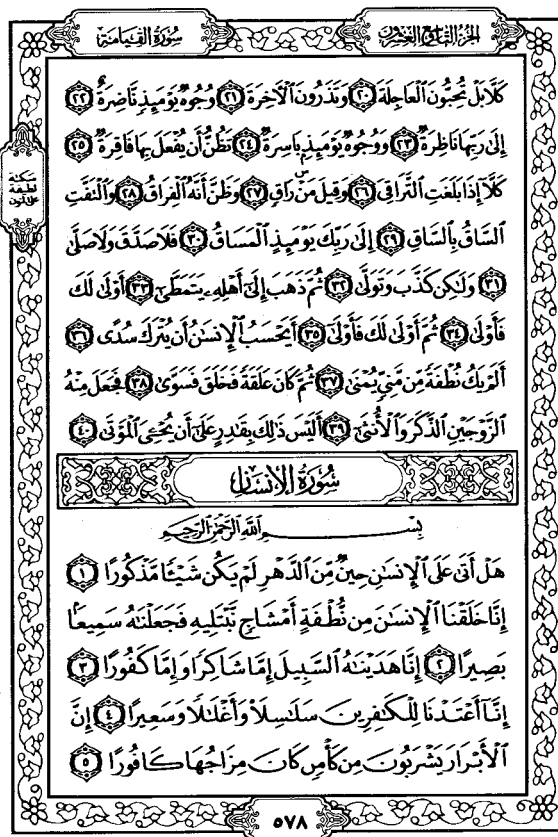 الجزء التاسع والعشرون
سورة القيامة
كَلَّا بَلْ تُحِبُّونَ ٱلْعَاجِلَةَ ٢٠ وَتَذَرُونَ ٱلْآخِرَةَ ٢١ وُجُوهٌ يَوْمَئِذٍ نَّاضِرَةٌ ٢٢
إِلَىٰ رَبِّهَا نَاظِرَةٌ ٢٣ وَوُجُوهٌ يَوْمَئِذٍ بَاسِرَةٌ ٢٤ تَظُنُّ أَن يُفْعَلَ بِهَا فَاقِرَةٌ ٢٥
كَلَّا إِذَا بَلَغَتِ ٱلتَّرَاقِيَ ٢٦ وَقِيلَ مَنْ ۜ رَاقٍ ٢٧ وَظَنَّ أَنَّهُ ٱلْفِرَاقُ ٢٨ وَٱلْتَفَّتِ
ٱلسَّاقُ بِٱلسَّاقِ ٢٩ إِلَىٰ رَبِّكَ يَوْمَئِذٍ ٱلْمَسَاقُ ٣٠ فَلَا صَدَّقَ وَلَا صَلَّىٰ
٣١ وَلَٰكِن كَذَّبَ وَتَوَلَّىٰ ٣٢ ثُمَّ ذَهَبَ إِلَىٰ أَهْلِهِۦ يَتَمَطَّىٰ ٣٣ أَوْلَىٰ لَكَ
فَأَوْلَىٰ ٣٤ ثُمَّ أَوْلَىٰ لَكَ فَأَوْلَىٰ ٣٥ أَيَحْسَبُ ٱلْإِنسَٰنُ أَن يُتْرَكَ سُدًى ٣٦
أَلَمْ يَكُ نُطْفَةً مِّن مَّنِيٍّ يُمْنَىٰ ٣٧ ثُمَّ كَانَ عَلَقَةً فَخَلَقَ فَسَوَّىٰ ٣٨ فَجَعَلَ مِنْهُ
ٱلزَّوْجَيْنِ ٱلذَّكَرَ وَٱلْأُنثَىٰ ٣٩ أَلَيْسَ ذَٰلِكَ بِقَٰدِرٍ عَلَىٰ أَن يُحْـِۧيَ ٱلْمَوْتَىٰ ٤٠
سورة الإنسان
بِسْمِ ٱللَّهِ ٱلرَّحْمَٰنِ ٱلرَّحِيمِ
هَلْ أَتَىٰ عَلَى ٱلْإِنسَٰنِ حِينٌ مِّنَ ٱلدَّهْرِ لَمْ يَكُن شَيْـًٔا مَّذْكُورًا ١
إِنَّا خَلَقْنَا ٱلْإِنسَٰنَ مِن نُّطْفَةٍ أَمْشَاجٍ نَّبْتَلِيهِ فَجَعَلْنَٰهُ سَمِيعًۢا
بَصِيرًا ٢ إِنَّا هَدَيْنَٰهُ ٱلسَّبِيلَ إِمَّا شَاكِرًا وَإِمَّا كَفُورًا ٣
إِنَّآ أَعْتَدْنَا لِلْكَٰفِرِينَ سَلَٰسِلَا۟ وَأَغْلَٰلًا وَسَعِيرًا ٤ إِنَّ
ٱلْأَبْرَارَ يَشْرَبُونَ مِن كَأْسٍ كَانَ مِزَاجُهَا كَافُورًا ٥
٥٧٨